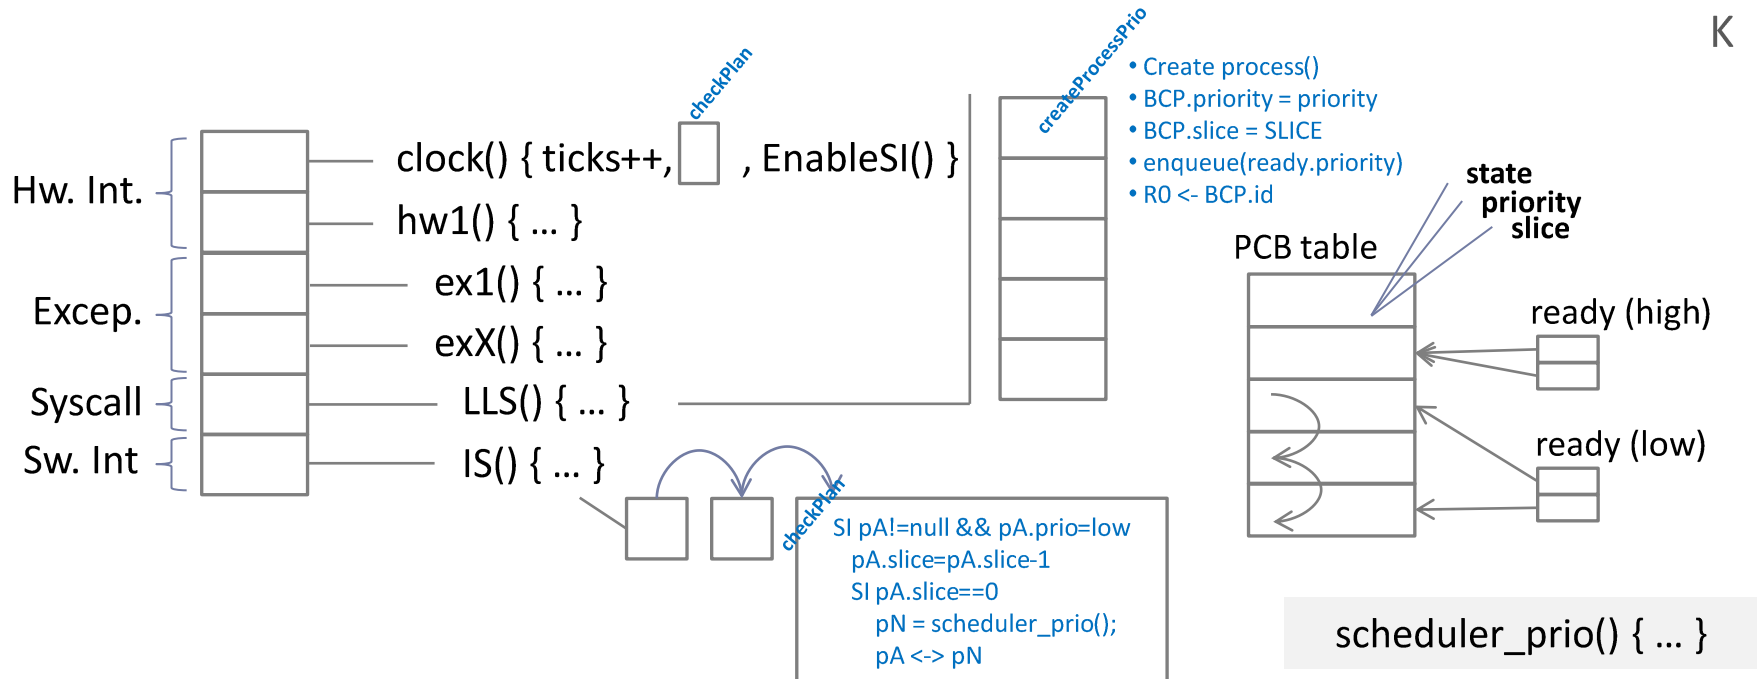 K
createProcessPrio
checkPlan
• Create process()
• BCP.priority = priority
• BCP.slice = SLICE
• enqueue(ready.priority)
• R0 <- BCP.id
Hw. Int.
clock() { ticks++, , EnableSI() }
hw1() { ... }
state
priority
slice
PCB table
Excep.
ex1() { ... }
exX() { ... }
ready (high)
Syscall
LLS() { ... }
ready (low)
Sw. Int
IS() { ... }
checkPlan
SI pA!=null && pA.prio=low
pA.slice=pA.slice-1
SI pA.slice==0
pN = scheduler_prio();
pA <-> pN
scheduler_prio() { ... }